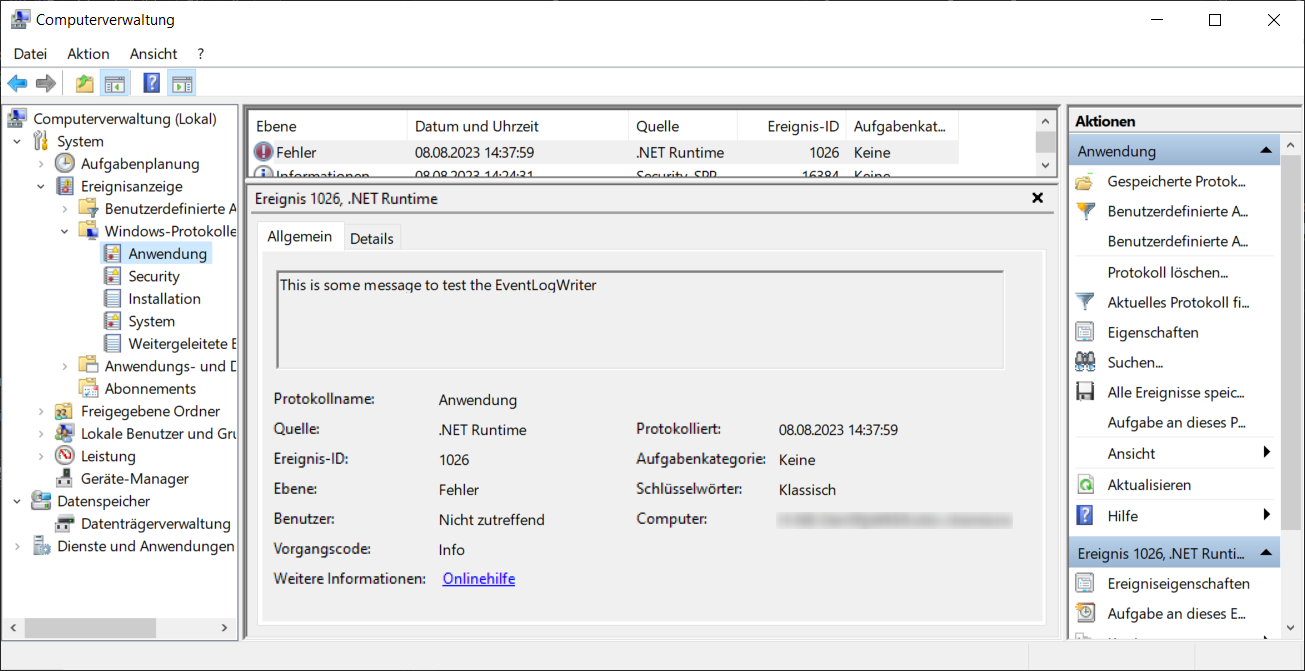 Computerverwaltung
Datei Aktion Ansicht ?
Computerverwaltung (Lokal)
System
Aufgabenplanung
Ereignisanzeige
Benutzerdefinierte A
Windows-Protokolle
Anwendung
Security
Installation
System
Weitergeleitete E
Anwendungs- und D
Abonnements
Freigegebene Ordner
Lokale Benutzer und Gru
Leistung
Geräte-Manager
Datenspeicher
Datenträgerverwaltung
Dienste und Anwendungen
Ebene Datum und Uhrzeit Quelle Ereignis-ID Aufgabenkat...
Fehler 08.08.2023 14:37:59 .NET Runtime 1026 Keine
Informationen 08.08.2023 14:24:31 Security-SPP 16384 Keine
Ereignis 1026, .NET Runtime
Allgemein Details
This is some message to test the EventLogWriter
Protokollname: Anwendung
Quelle: .NET Runtime Protokolliert: 08.08.2023 14:37:59
Ereignis-ID: 1026 Aufgabenkategorie: Keine
Ebene: Fehler Schlüsselwörter: Klassisch
Benutzer: Nicht zutreffend Computer:
Vorgangscode: Info
Weitere Informationen: Onlinehilfe
Aktionen
Anwendung
Gespeicherte Protok...
Benutzerdefinierte A...
Benutzerdefinierte A...
Protokoll löschen...
Aktuelles Protokoll fi...
Eigenschaften
Suchen...
Alle Ereignisse speic...
Aufgabe an dieses P...
Ansicht
Aktualisieren
Hilfe
Ereignis 1026, .NET Runti...
Ereigniseigenschaften
Aufgabe an dieses E...